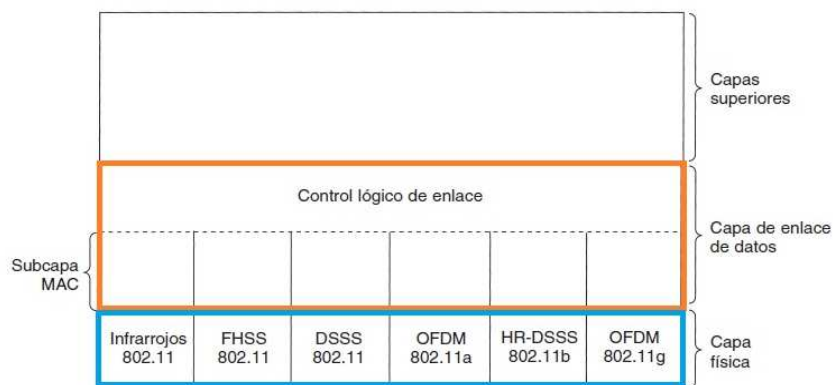 Capas
superiores
Control lógico de enlace
Capa de enlace
de datos
Subcapa
MAC
Infrarrojos
802.11
FHSS
802.11
DSSS
802.11
OFDM
802.11a
HR-DSSS
802.11b
OFDM
802.11g
Capa
física